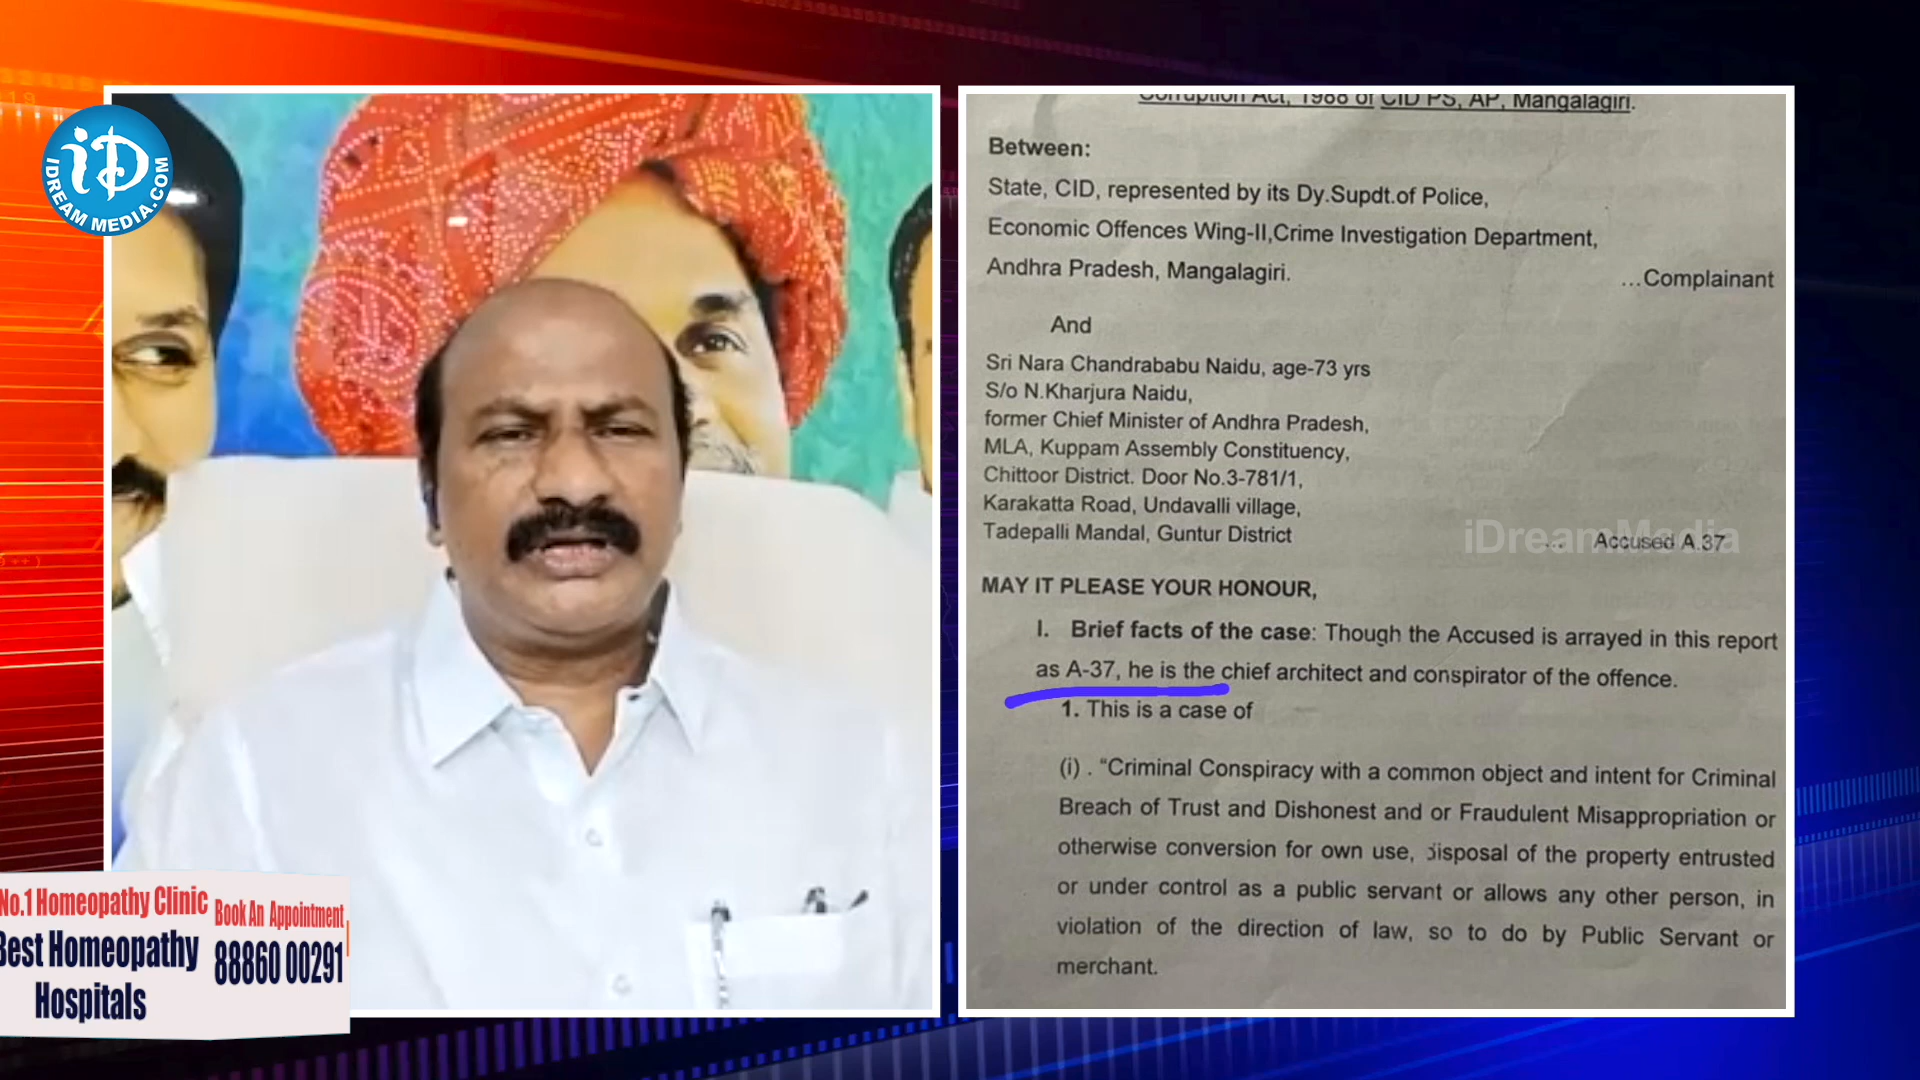 iD
IDREAM MEDIA.COM
No.1 Homeopathy Clinic
Best Homeopathy
Hospitals
Book An Appointment
88860 00291
Corruption Act, 1988 of CID PS, AP, Mangalagiri.
Between:
State, CID, represented by its Dy.Supdt.of Police,
Economic Offences Wing-II,Crime Investigation Department,
Andhra Pradesh, Mangalagiri.
...Complainant
And
Sri Nara Chandrababu Naidu, age-73 yrs
S/o N.Kharjura Naidu,
former Chief Minister of Andhra Pradesh,
MLA, Kuppam Assembly Constituency,
Chittoor District. Door No.3-781/1,
Karakatta Road, Undavalli village,
Tadepalli Mandal, Guntur District
... Accused A.37
iDreamMedia
MAY IT PLEASE YOUR HONOUR,
I. Brief facts of the case: Though the Accused is arrayed in this report
as A-37, he is the chief architect and conspirator of the offence.
1. This is a case of
(i) . “Criminal Conspiracy with a common object and intent for Criminal
Breach of Trust and Dishonest and or Fraudulent Misappropriation or
otherwise conversion for own use, disposal of the property entrusted
or under control as a public servant or allows any other person, in
violation of the direction of law, so to do by Public Servant or
merchant.